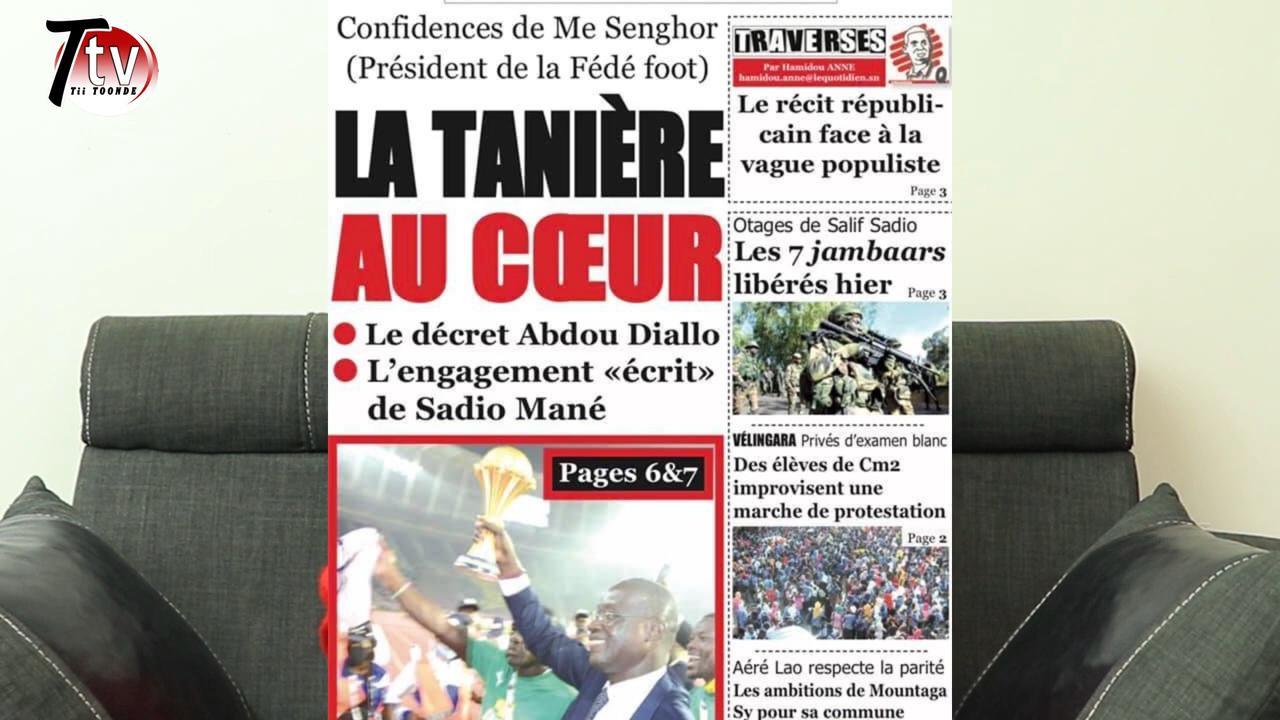 T tv
Tii TOONDE
Confidences de Me Senghor
(Président de la Fédé foot)
LA TANIÈRE
AU CŒUR
Le décret Abdou Diallo
L’engagement «écrit»
de Sadio Mané
Pages 6&7
TRAVERSES
Par Hamidou ANNE
hamidou.anne@lequotidien.sn
Le récit républi-
cain face à la
vague populiste
Page 3
Otages de Salif Sadio
Les 7 jambaars
libérés hier
Page 3
VÉLINGARA Privés d’examen blanc
Des élèves de Cm2
improvisent une
marche de protestation
Page 2
Aéré Lao respecte la parité
Les ambitions de Mountaga
Sy pour sa commune